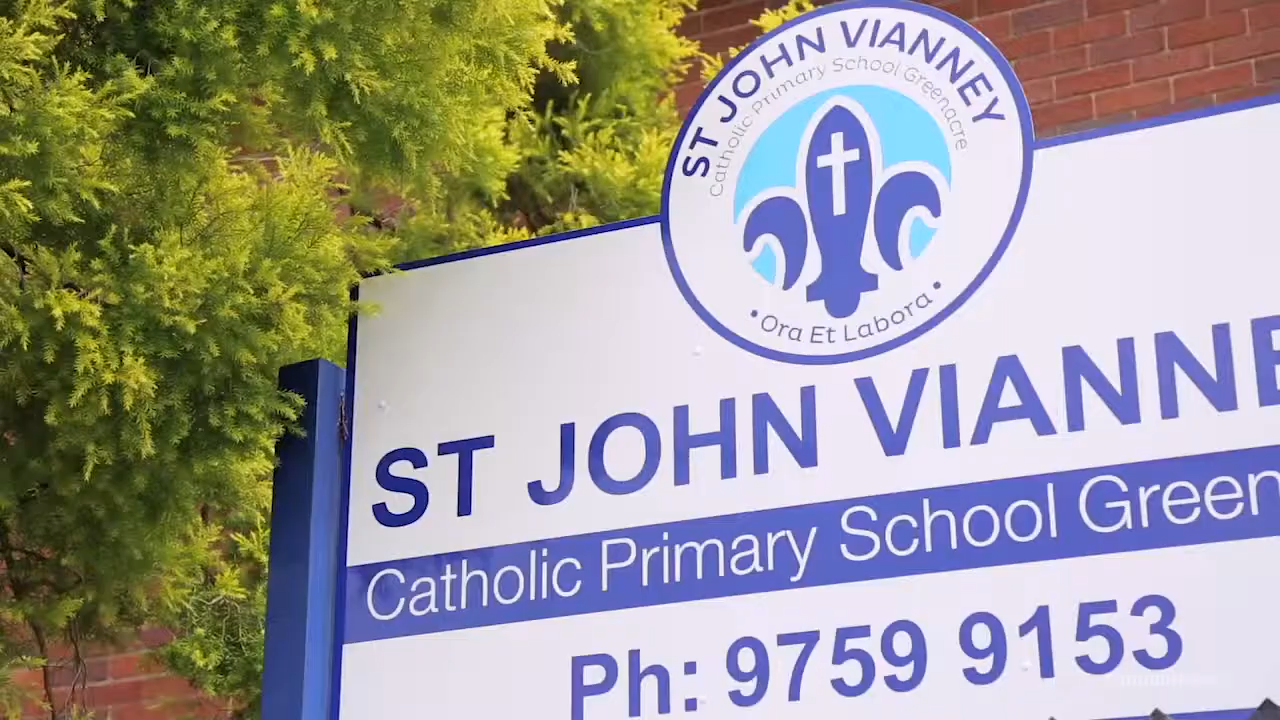 ST JOHN VIANNEY
Catholic Primary School Greenacre
• Ora Et Labora •
ST JOHN VIANNE
Catholic Primary School Green
Ph: 9759 9153